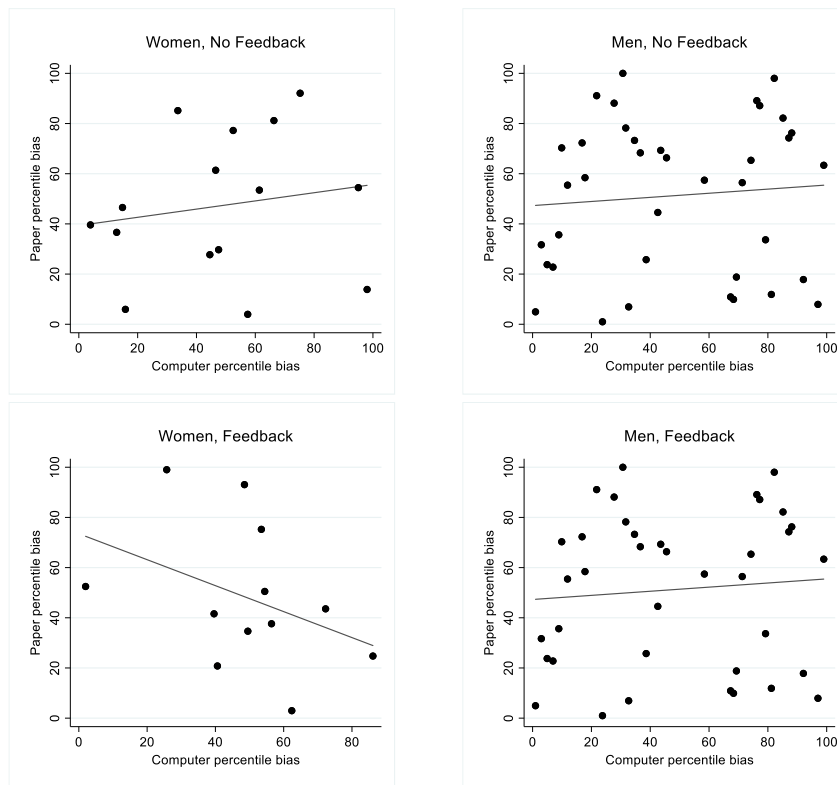 Women, No Feedback
Paper percentile bias
100
80
60
40
20
0
0 20 40 60 80 100
Computer percentile bias
Men, No Feedback
Paper percentile bias
100
80
60
40
20
0
0 20 40 60 80 100
Computer percentile bias
Women, Feedback
Paper percentile bias
100
80
60
40
20
0
0 20 40 60 80
Computer percentile bias
Men, Feedback
Paper percentile bias
100
80
60
40
20
0
0 20 40 60 80 100
Computer percentile bias